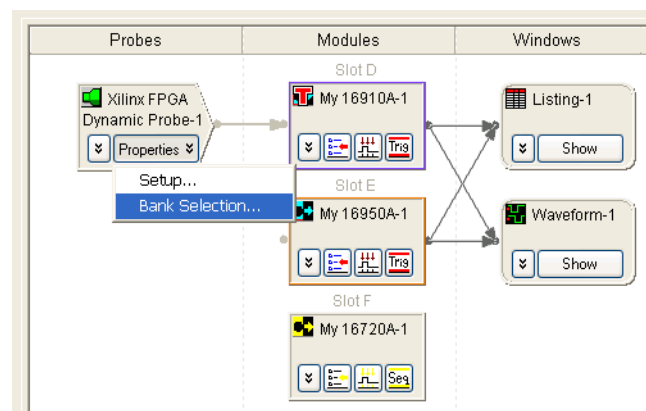 Probes Modules Windows
Slot D
Xilinx FPGA
Dynamic Probe-1
Properties
My 16910A-1
Trig
Listing-1
Show
Setup...
Bank Selection...
Slot E
My 16950A-1
Trig
Waveform-1
Show
Slot F
My 16720A-1
Seq